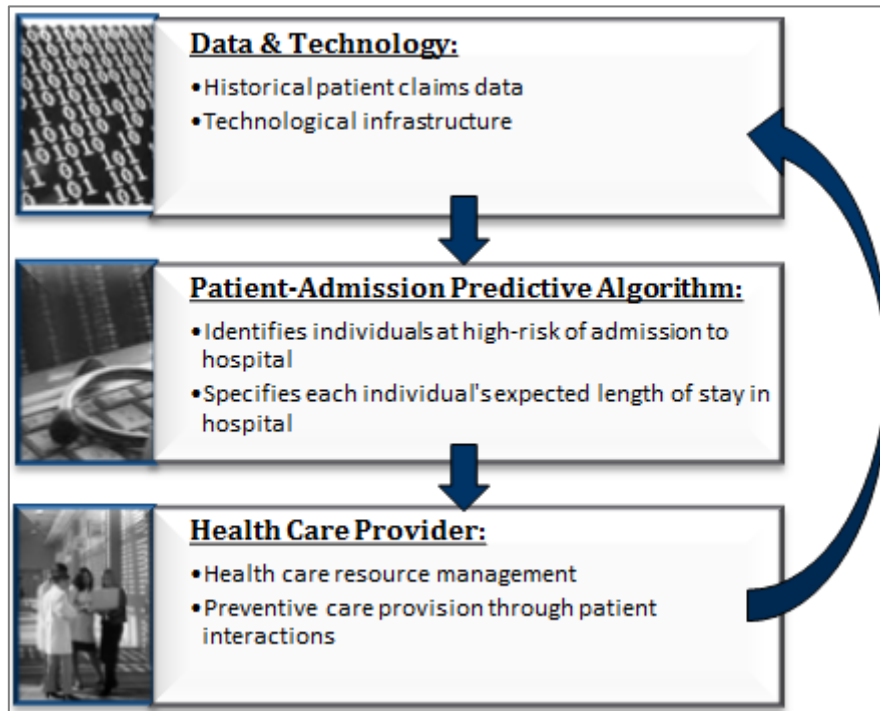 Data & Technology:
•Historical patient claims data
•Technological infrastructure
Patient-Admission Predictive Algorithm:
•Identifies individuals at high-risk of admission to
hospital
•Specifies each individual's expected length of stay in
hospital
Health Care Provider:
•Health care resource management
•Preventive care provision through patient
interactions